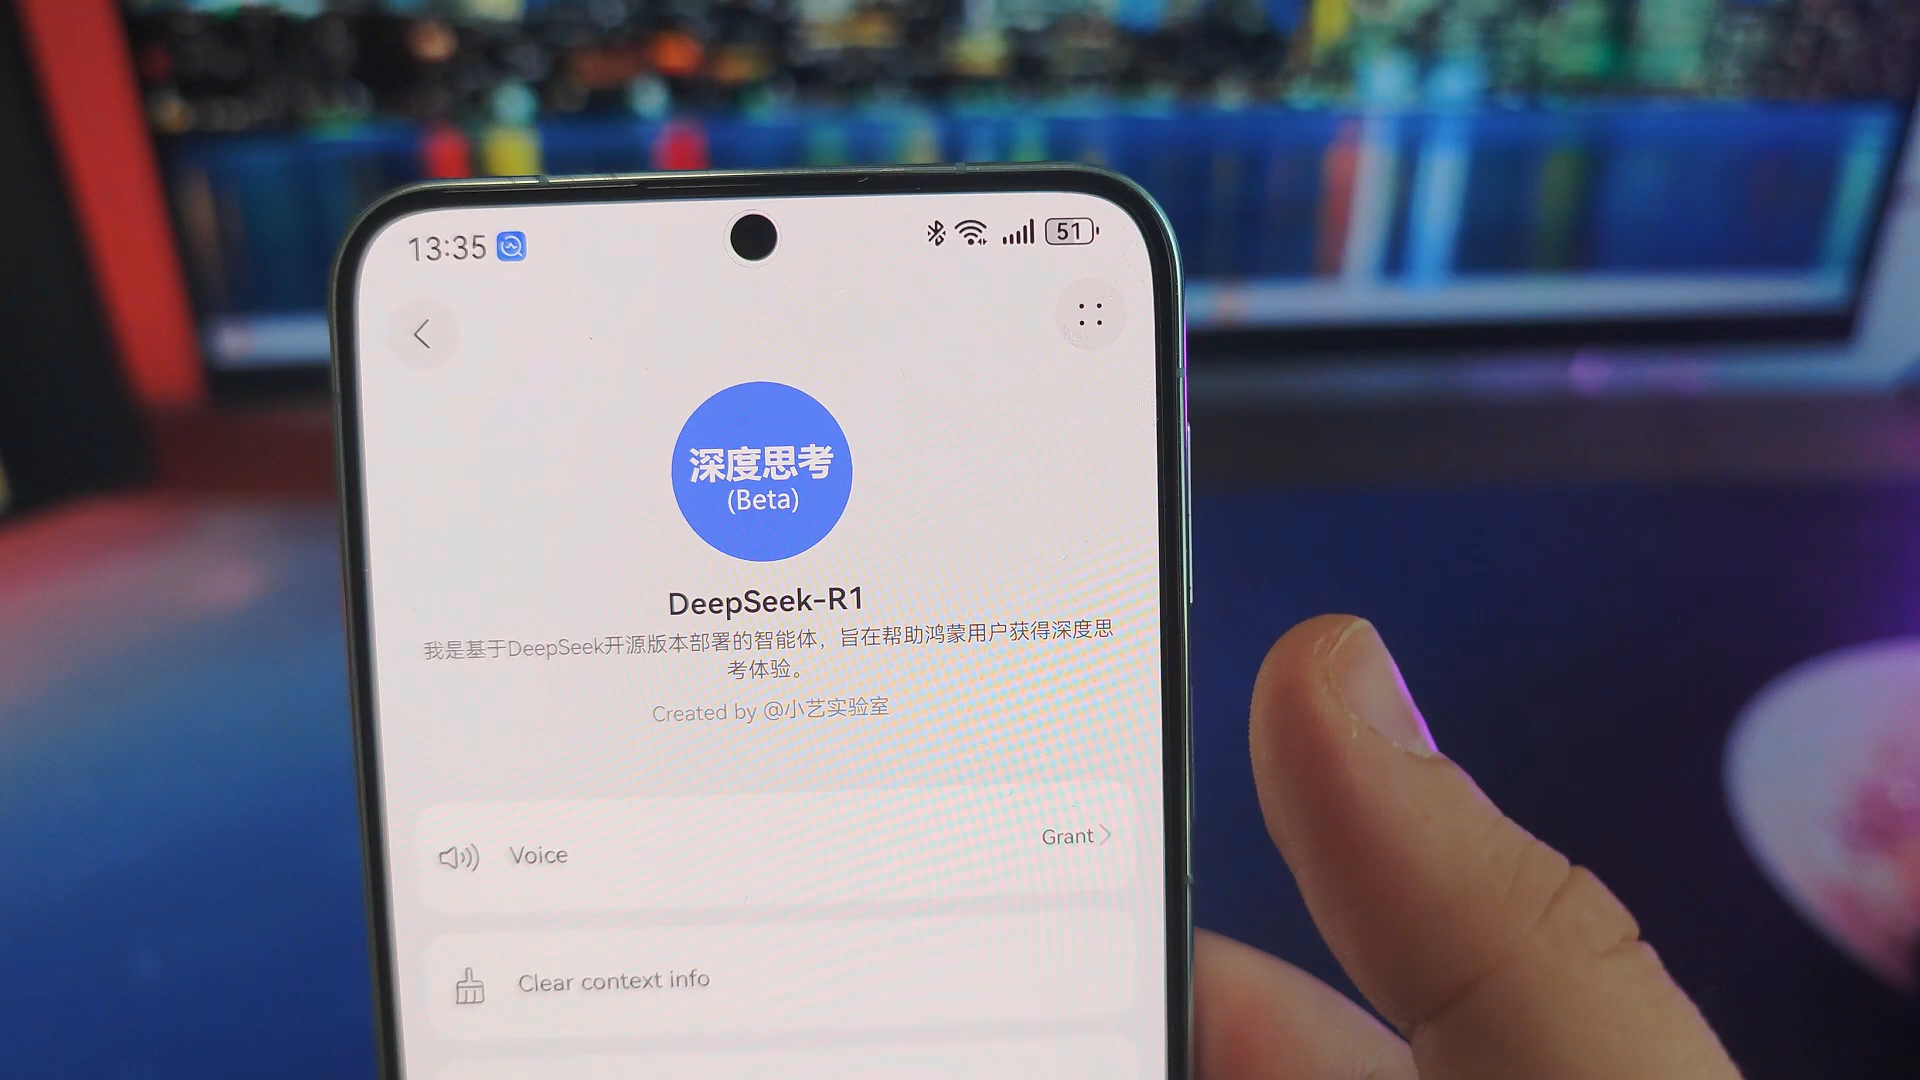 13:35
51
深度思考
(Beta)
DeepSeek-R1
我是基于DeepSeek开源版本部署的智能体，旨在帮助鸿蒙用户获得深度思
考体验。
Created by @小艺实验室
Voice
Grant
Clear context info